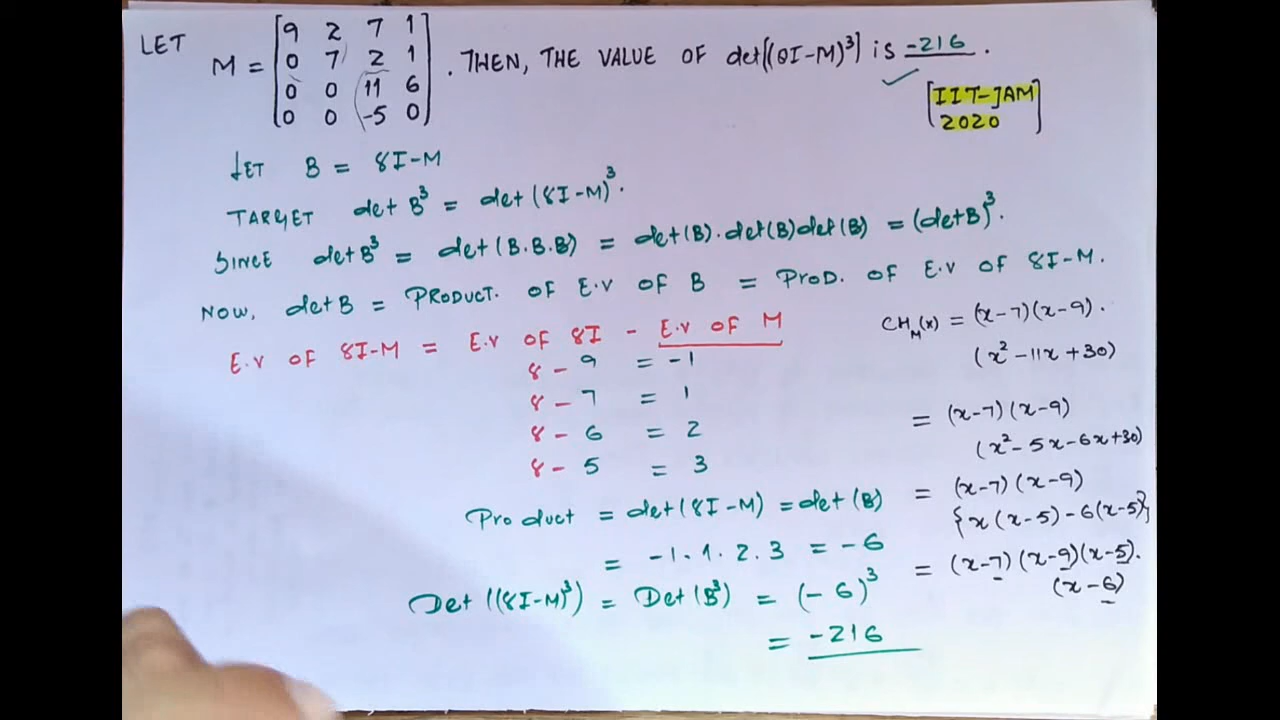 LET M = [9 2 7 1
0 7 2 1
0 0 11 6
0 0 -5 0] . THEN, THE VALUE OF det[(8I-M)³] is -216 .
[IIT-JAM
2020]
LET B = 8I-M
TARGET det B³ = det (8I-M)³.
SINCE det B³ = det (B.B.B) = det(B).det(B)det(B) = (det B)³.
NOW, det B = PRODUCT. OF E.V OF B = PROD. OF E.V OF 8I-M.
E.V OF 8I-M = E.V OF 8I - E.V OF M
8 - 9 = -1
8 - 7 = 1
8 - 6 = 2
8 - 5 = 3
CH_M(x) = (x-7)(x-9).
(x² -11x +30)
= (x-7)(x-9)
(x² -5x-6x+30)
= (x-7)(x-9)
{x(x-5)-6(x-5)}
= (x-7)(x-9)(x-5).
(x-6)
Product = det(8I-M) = det(B)
= -1.1.2.3 = -6
Det ((8I-M)³) = Det (B³) = (-6)³
= -216